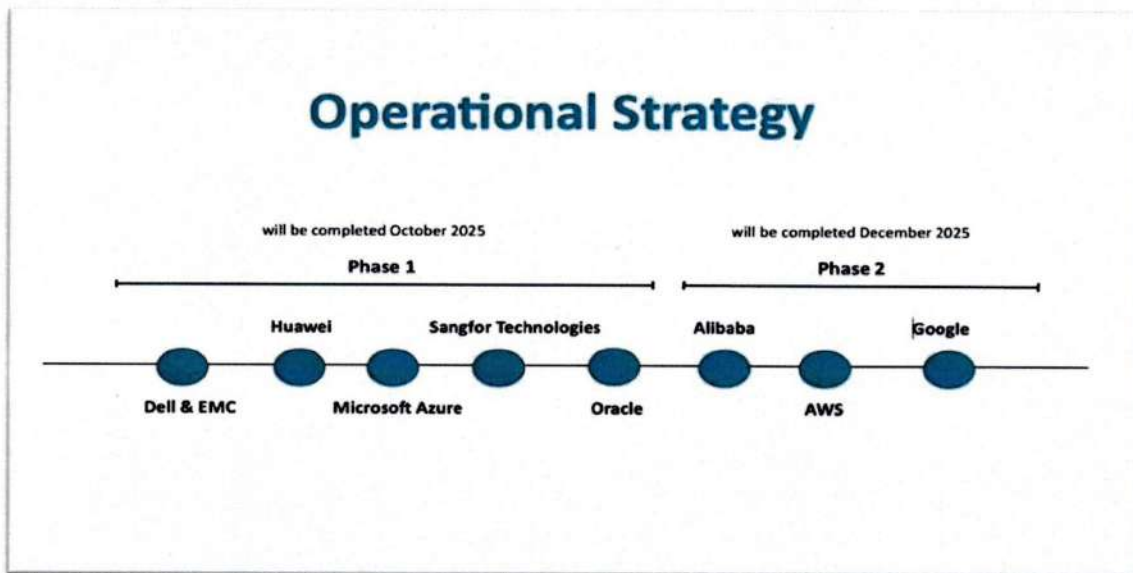 Operational Strategy
will be completed October 2025
will be completed December 2025
Phase 1
Phase 2
Huawei
Sangfor Technologies
Alibaba
Google
Dell & EMC
Microsoft Azure
Oracle
AWS